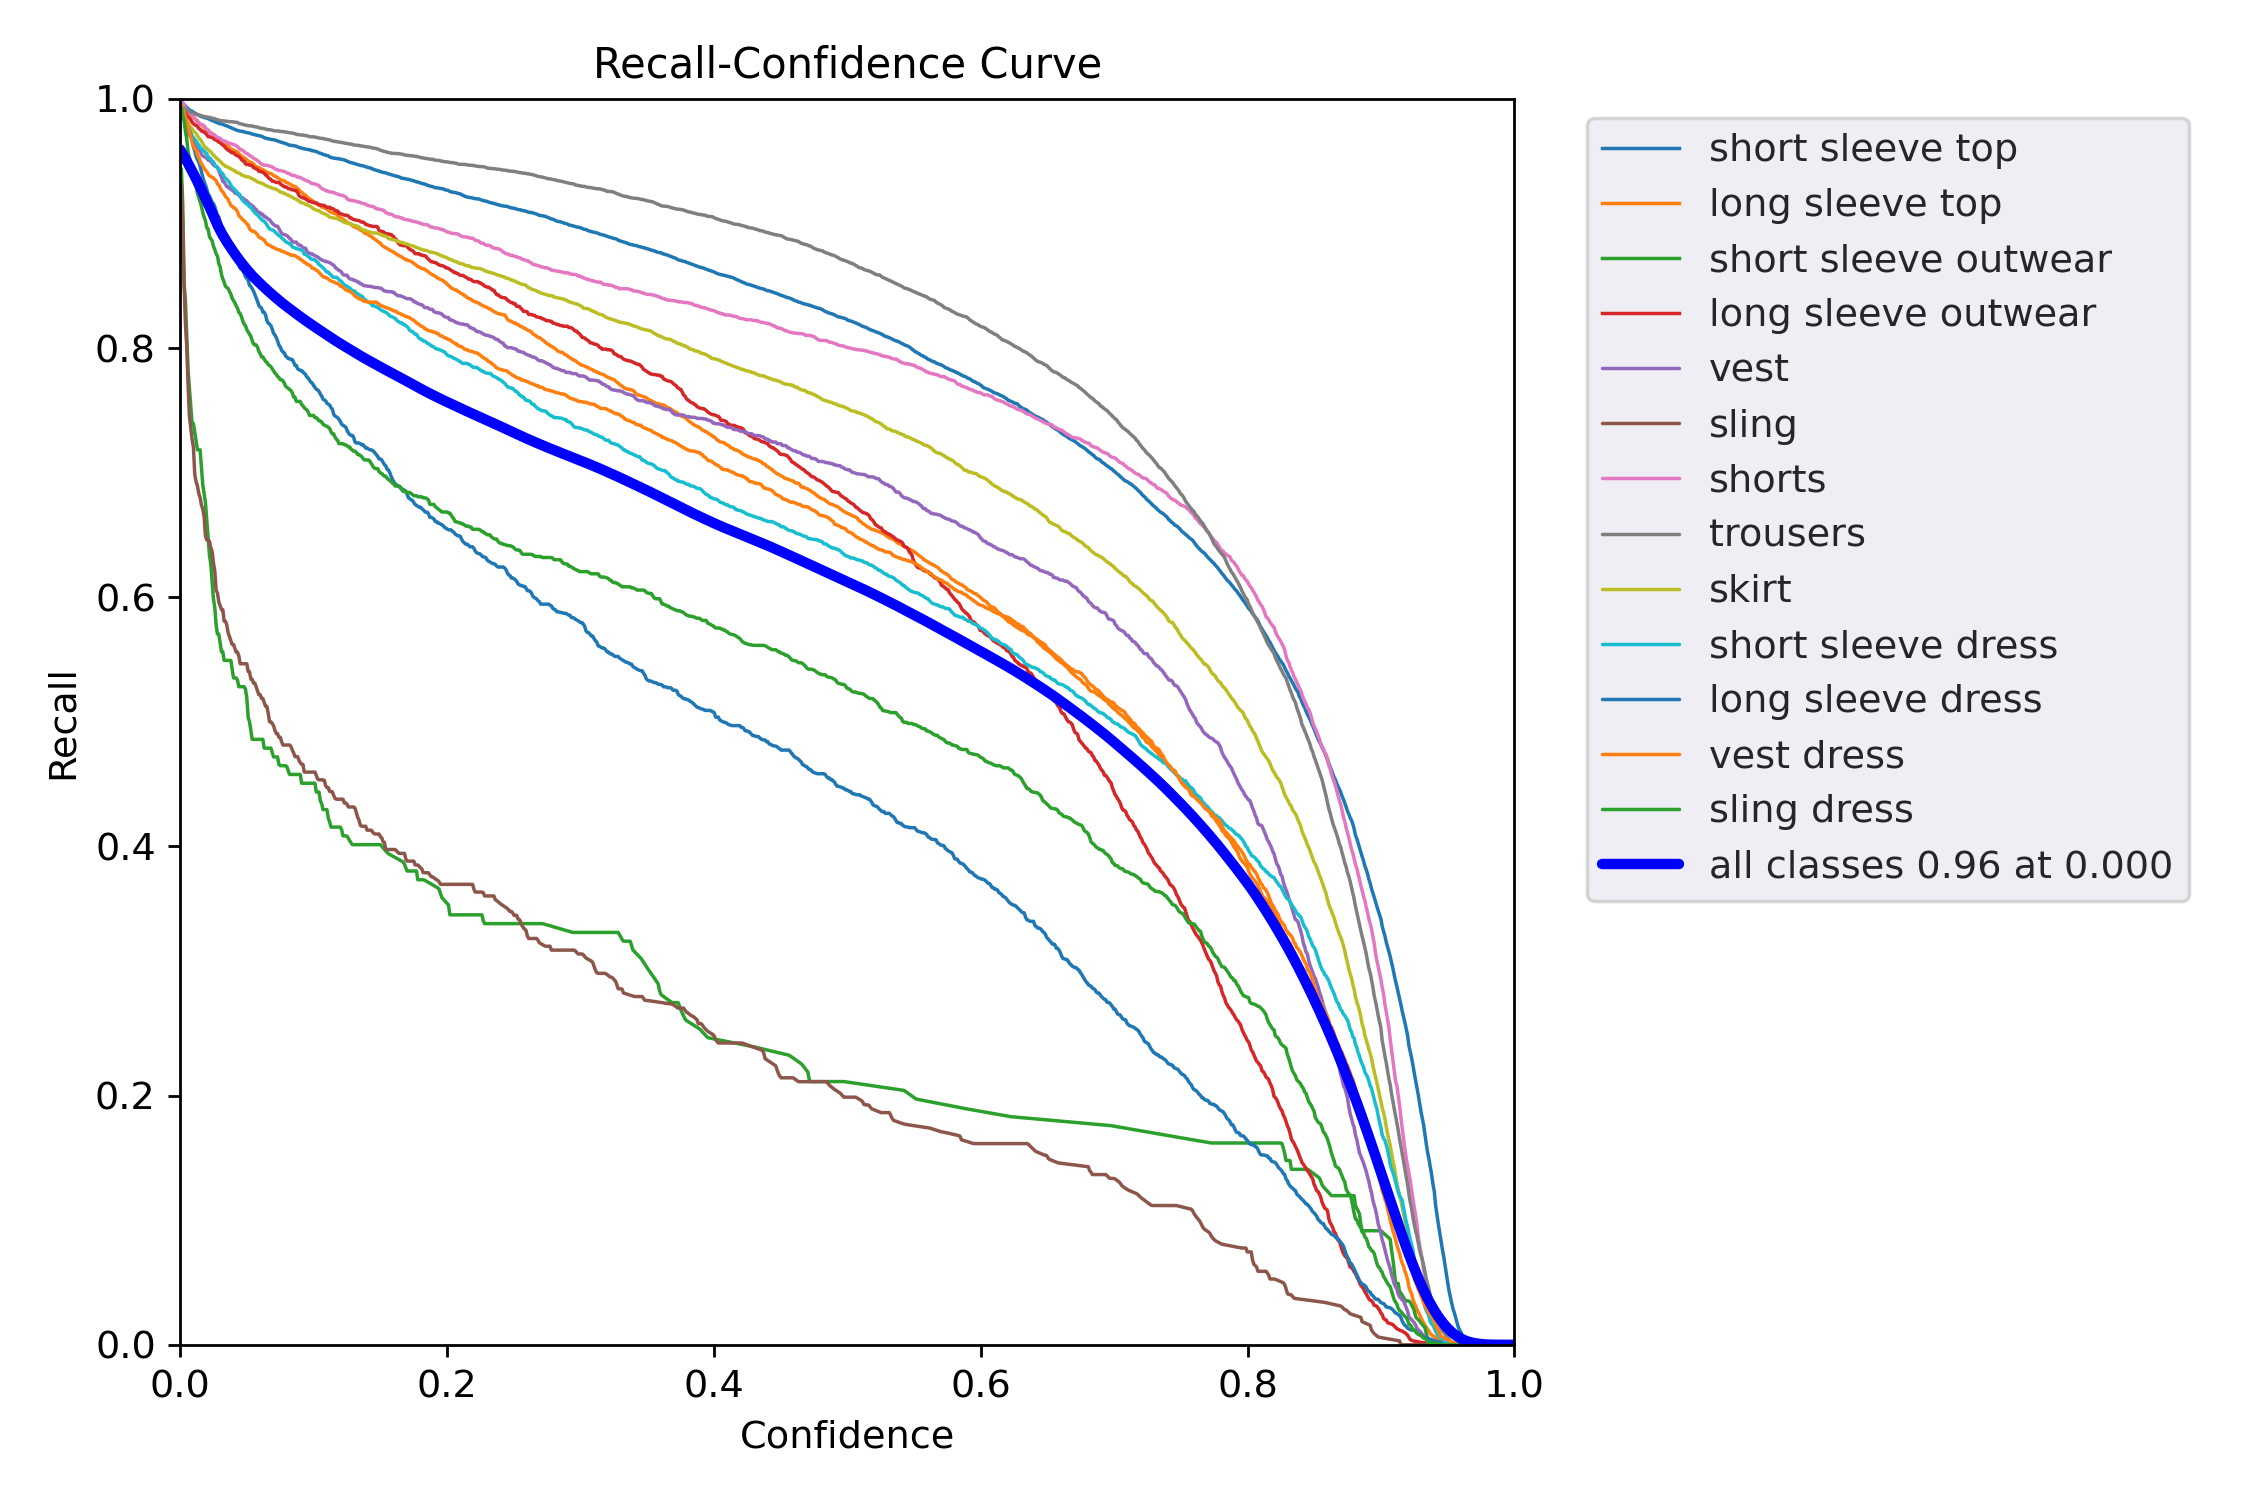 Recall-Confidence Curve
1.0
0.8
0.6
0.4
0.2
0.0
Recall
0.0 0.2 0.4 0.6 0.8 1.0
Confidence
short sleeve top
long sleeve top
short sleeve outwear
long sleeve outwear
vest
sling
shorts
trousers
skirt
short sleeve dress
long sleeve dress
vest dress
sling dress
all classes 0.96 at 0.000